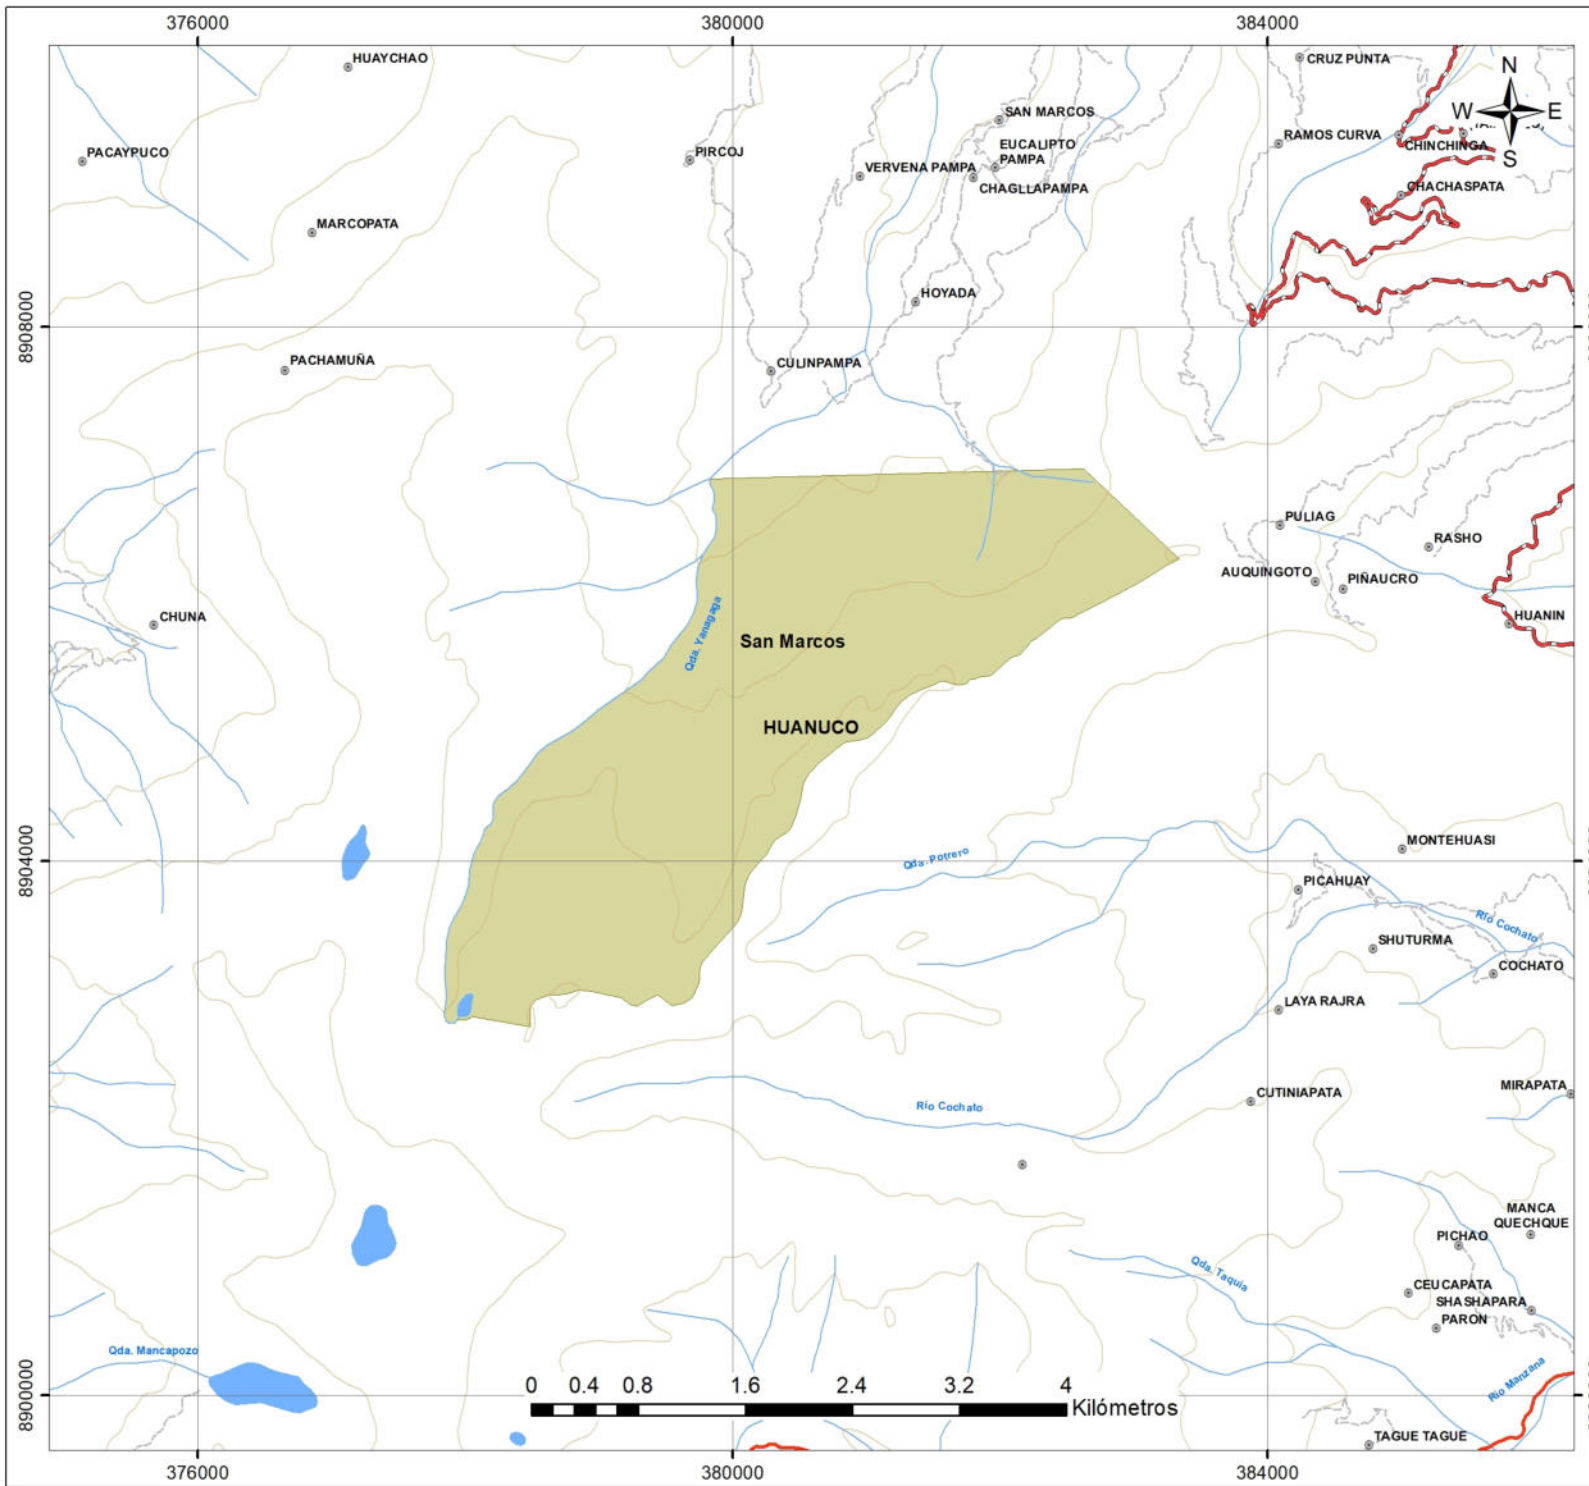 376000
380000
384000
HUAYCHAO
CRUZ PUNTA
N
W
E
S
SAN MARCOS
RAMOS CURVA
CHINCHINGA
EUCALIPTO
PAMPA
PACAYPUCO
PIRCOJ
VERVENA PAMPA
CHAGLLAPAMPA
CHACHASPATA
MARCOPATA
HOYADA
8908000
PACHAMUÑA
CULINPAMPA
PULIAG
RASHO
AUQUINGOTO
PIÑAUCRO
CHUNA
HUANIN
Qda. Yanagaga
San Marcos
HUANUCO
MONTEHUASI
8904000
Qda. Potrero
PICAHUAY
Río Cochato
SHUTURMA
COCHATO
LAYA RAJRA
MIRAPATA
CUTINIAPATA
Río Cochato
MANCA
QUECHQUE
PICHAO
Qda. Taquia
CEUCAPATA
SHASHAPARA
PARON
Qda. Mancapozo
Río Manzana
8900000
0
0.4
0.8
1.6
2.4
3.2
4
Kilómetros
TAGUE TAGUE
376000
380000
384000